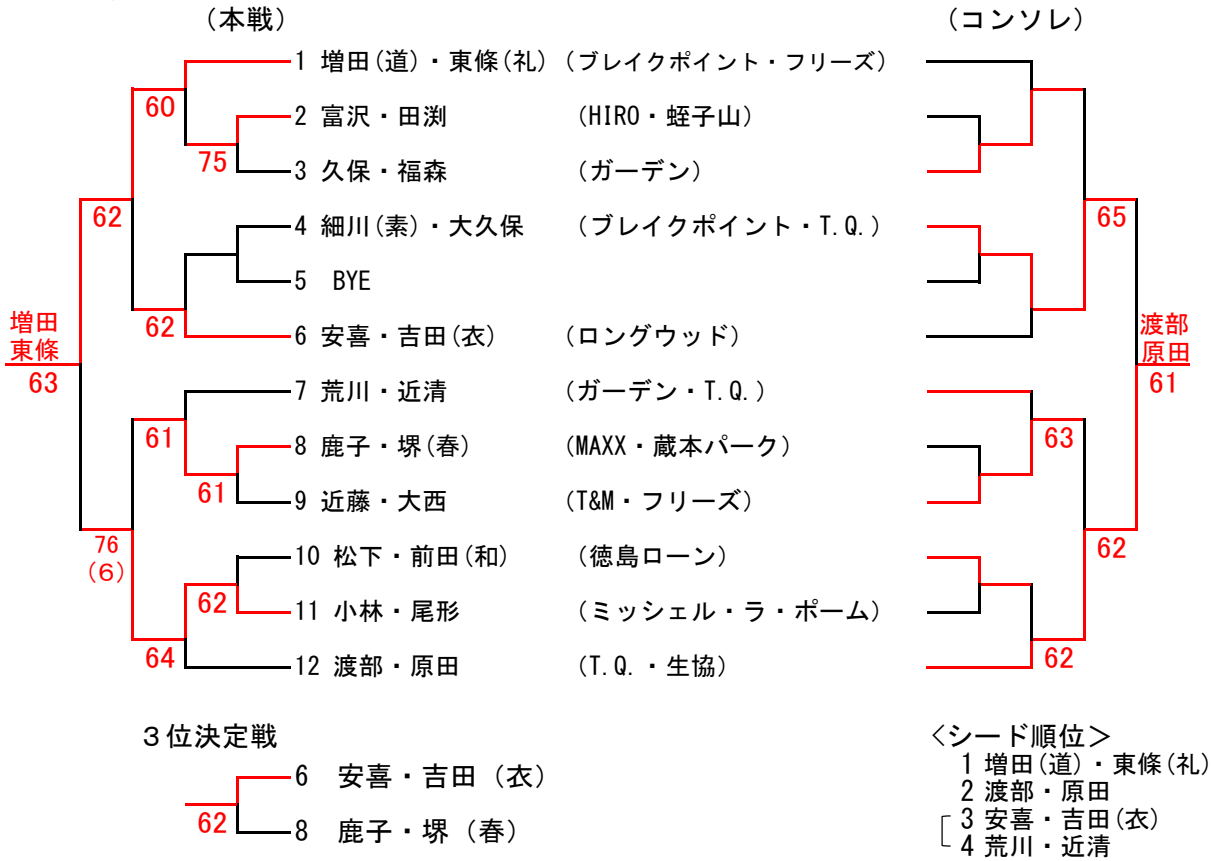 (本戦) (コンソレ)
1 増田(道)・東條(礼) (ブレイクポイント・フリーズ)
60
2 富沢・田渕 (HIRO・蛭子山)
75
3 久保・福森 (ガーデン)
62 65
4 細川(素)・大久保 (ブレイクポイント・T.Q.)
5 BYE
62
6 安喜・吉田(衣) (ロングウッド)
増田
東條
63
渡部
原田
61
7 荒川・近清 (ガーデン・T.Q.)
61 63
8 鹿子・堺(春) (MAXX・蔵本パーク)
61
9 近藤・大西 (T&M・フリーズ)
76
(6)
62
10 松下・前田(和) (徳島ローン)
62
11 小林・尾形 (ミッシェル・ラ・ポーム)
64 62
12 渡部・原田 (T.Q.・生協)
3位決定戦
6 安喜・吉田 (衣)
62
8 鹿子・堺 (春)
<シード順位>
1 増田(道)・東條(礼)
2 渡部・原田
3 安喜・吉田(衣)
4 荒川・近清